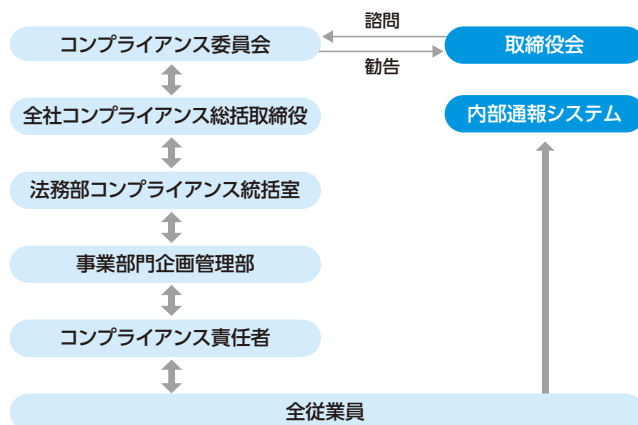 コンプライアンス委員会
諮問
勧告
取締役会
全社コンプライアンス総括取締役
内部通報システム
法務部コンプライアンス統括室
事業部門企画管理部
コンプライアンス責任者
全従業員